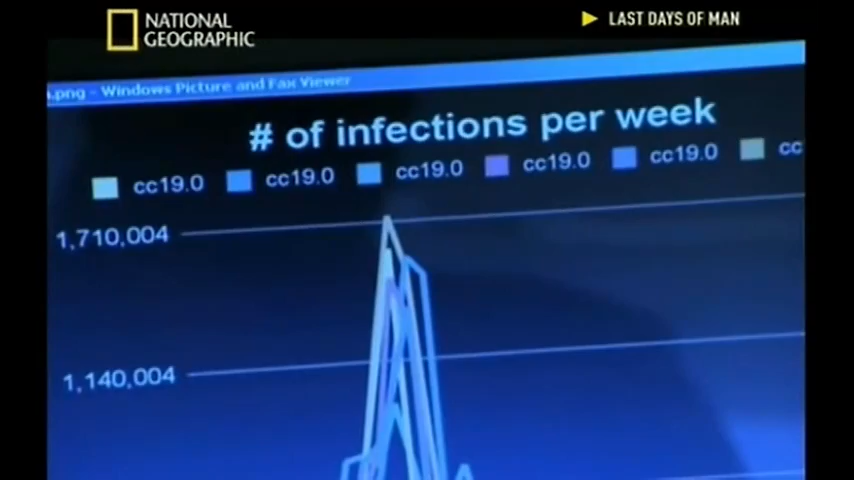 NATIONAL
GEOGRAPHIC
LAST DAYS OF MAN
.png - Windows Picture and Fax Viewer
# of infections per week
cc19.0 cc19.0 cc19.0 cc19.0 cc19.0 cc
1,710,004
1,140,004